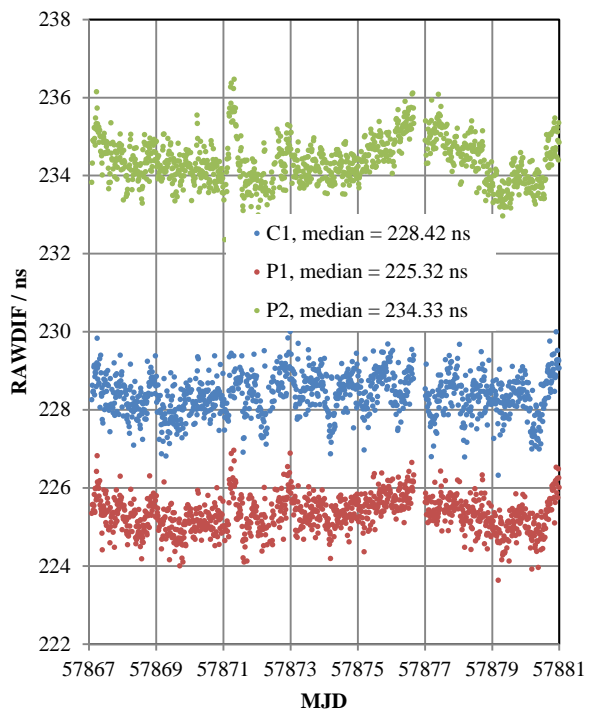 238
236
234
232
230
228
226
224
222
RAWDIF / ns
C1, median = 228.42 ns
P1, median = 225.32 ns
P2, median = 234.33 ns
57867 57869 57871 57873 57875 57877 57879 57881
MJD